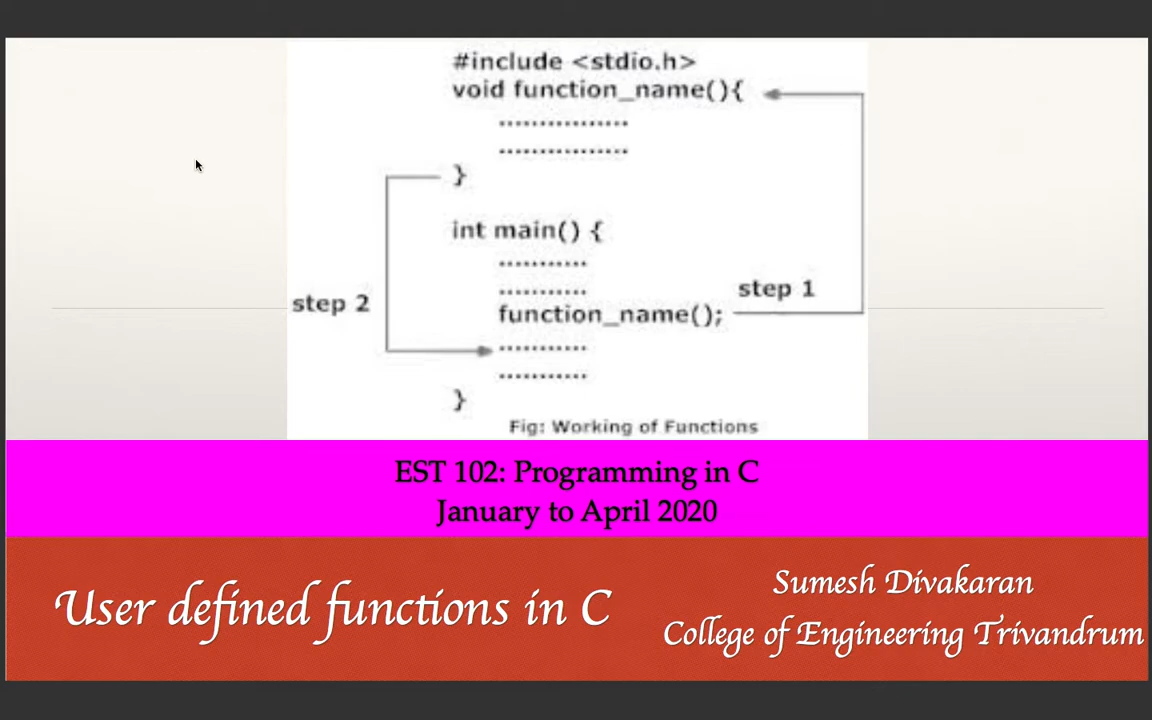 #include <stdio.h>
void function_name(){
................
................
}
int main() {
...........
...........
step 1
step 2
function_name();
...........
...........
}
Fig: Working of Functions
EST 102: Programming in C
January to April 2020
User defined functions in C
Sumesh Divakaran
College of Engineering Trivandrum